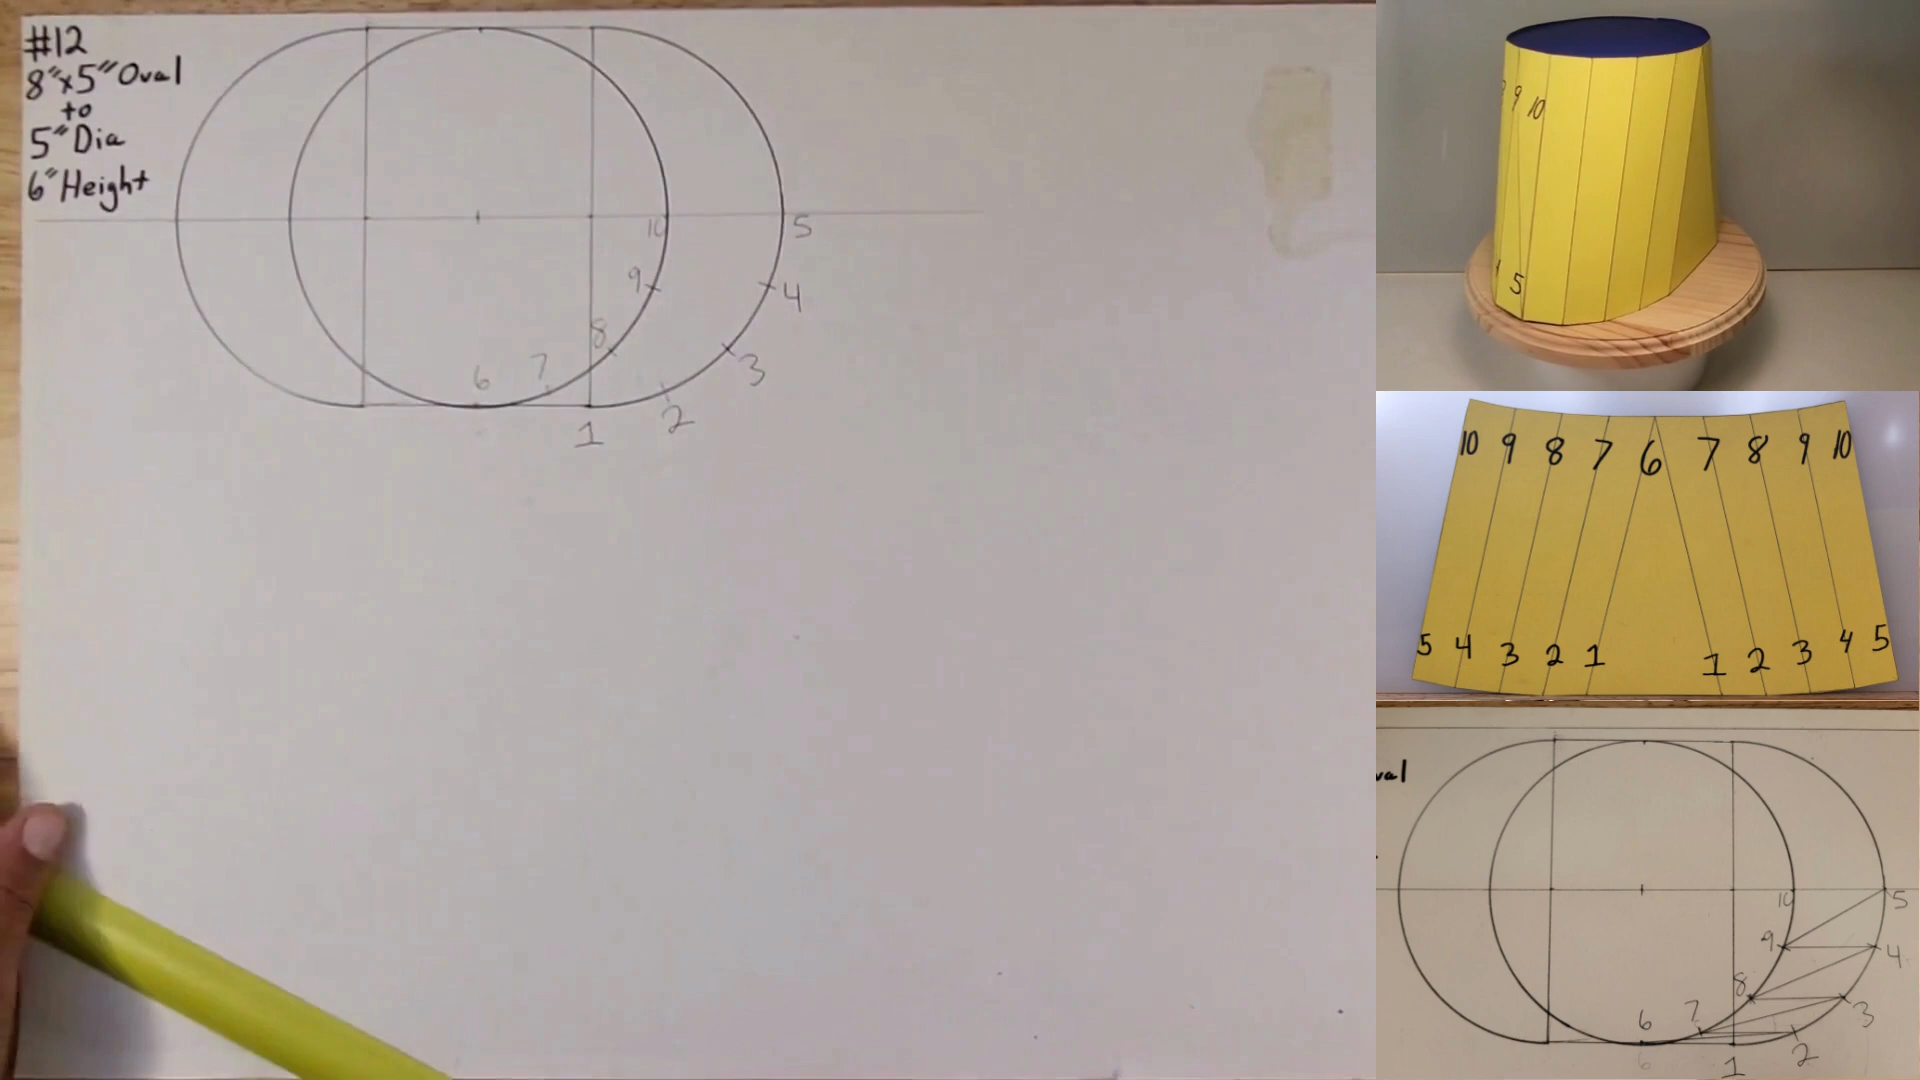 #12
8"x5" Oval
to
5" Dia
6" Height
10 5
9 4
8 3
7 2
6 1
9 10
5
10 9 8 7 6 7 8 9 10
5 4 3 2 1 1 2 3 4 5
10 5
9 4
8 3
7 2
6 1
6